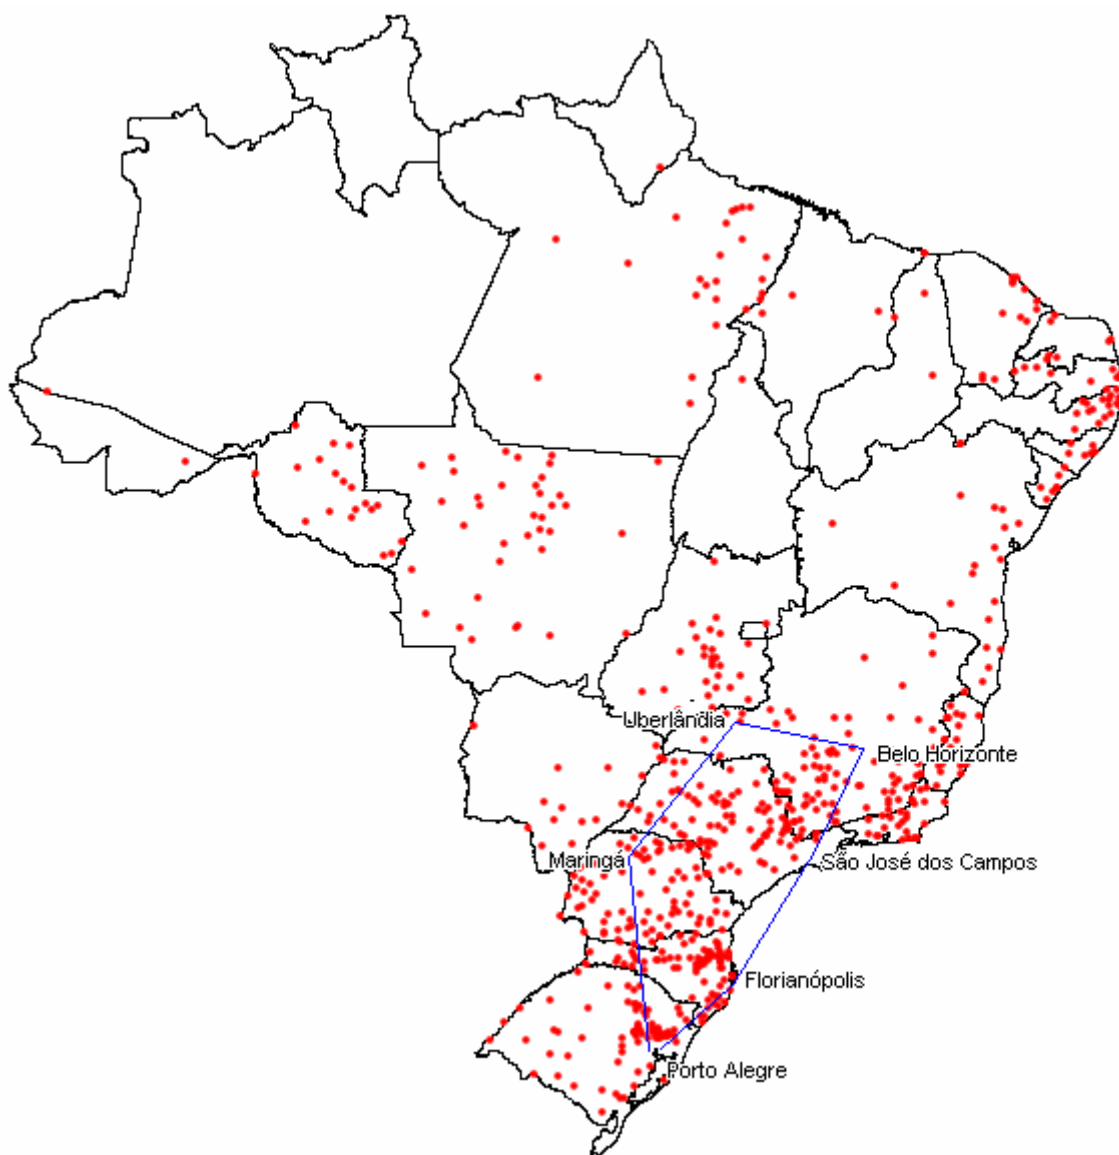 Uberlândia
Belo Horizonte
Maringá
São José dos Campos
Florianópolis
Porto Alegre